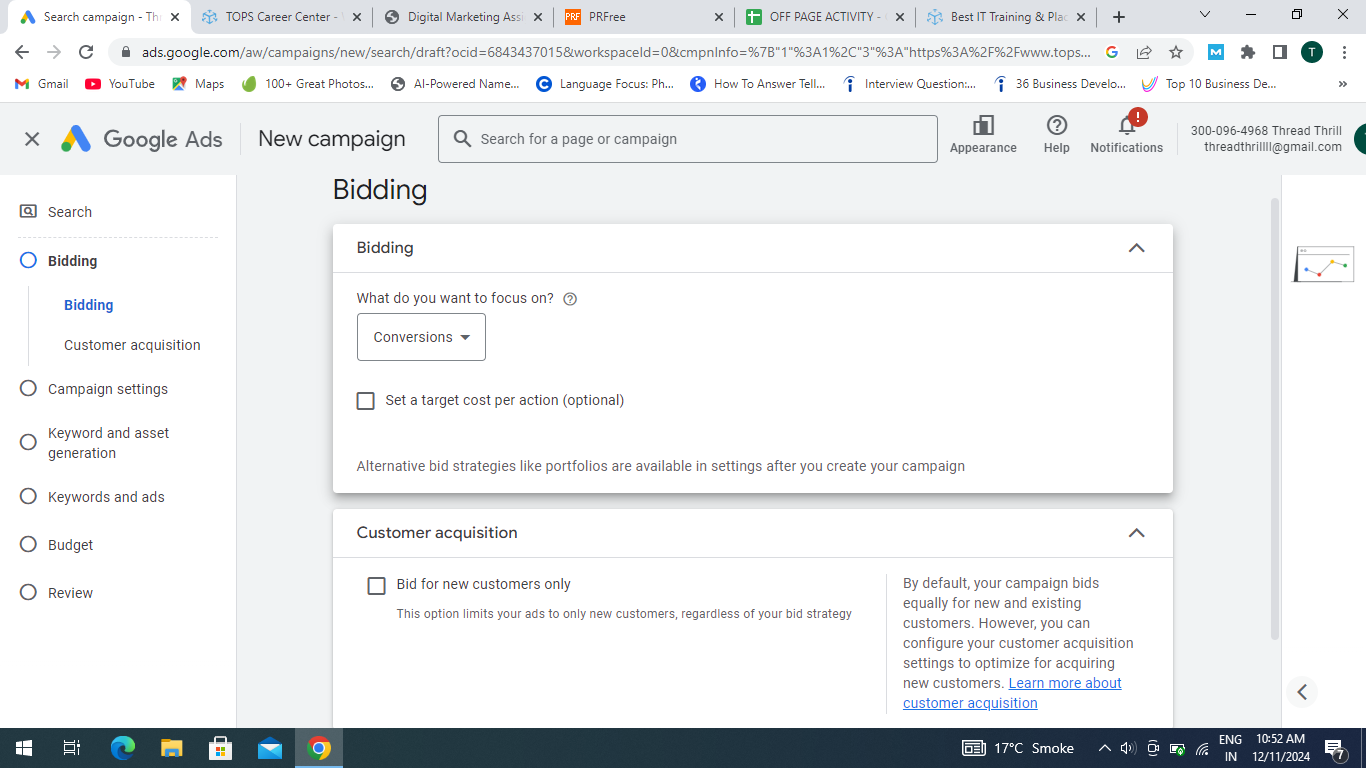 Search campaign - Thr
TOPS Career Center -
Digital Marketing Assi
PRF
PRFree
OFF PAGE ACTIVITY -
Best IT Training & Plac
ads.google.com/aw/campaigns/new/search/draft?ocid=6843437015&workspaceId=0&cmpnInfo=%7B"1"%3A1%2C"3"%3A"https%3A%2F%2Fwww.tops...
T
Gmail
YouTube
Maps
100+ Great Photos...
AI-Powered Name...
Language Focus: Ph...
How To Answer Tell...
Interview Question:...
36 Business Develo...
Top 10 Business De...
Google Ads
New campaign
Search for a page or campaign
Appearance
Help
Notifications
300-096-4968 Thread Thrill
threadthrillll@gmail.com
Search
Bidding
Bidding
Customer acquisition
Campaign settings
Keyword and asset
generation
Keywords and ads
Budget
Review
Bidding
Bidding
What do you want to focus on?
Conversions
Set a target cost per action (optional)
Alternative bid strategies like portfolios are available in settings after you create your campaign
Customer acquisition
Bid for new customers only
This option limits your ads to only new customers, regardless of your bid strategy
By default, your campaign bids
equally for new and existing
customers. However, you can
configure your customer acquisition
settings to optimize for acquiring
new customers. Learn more about
customer acquisition
17°C Smoke
ENG
IN
10:52 AM
12/11/2024
7